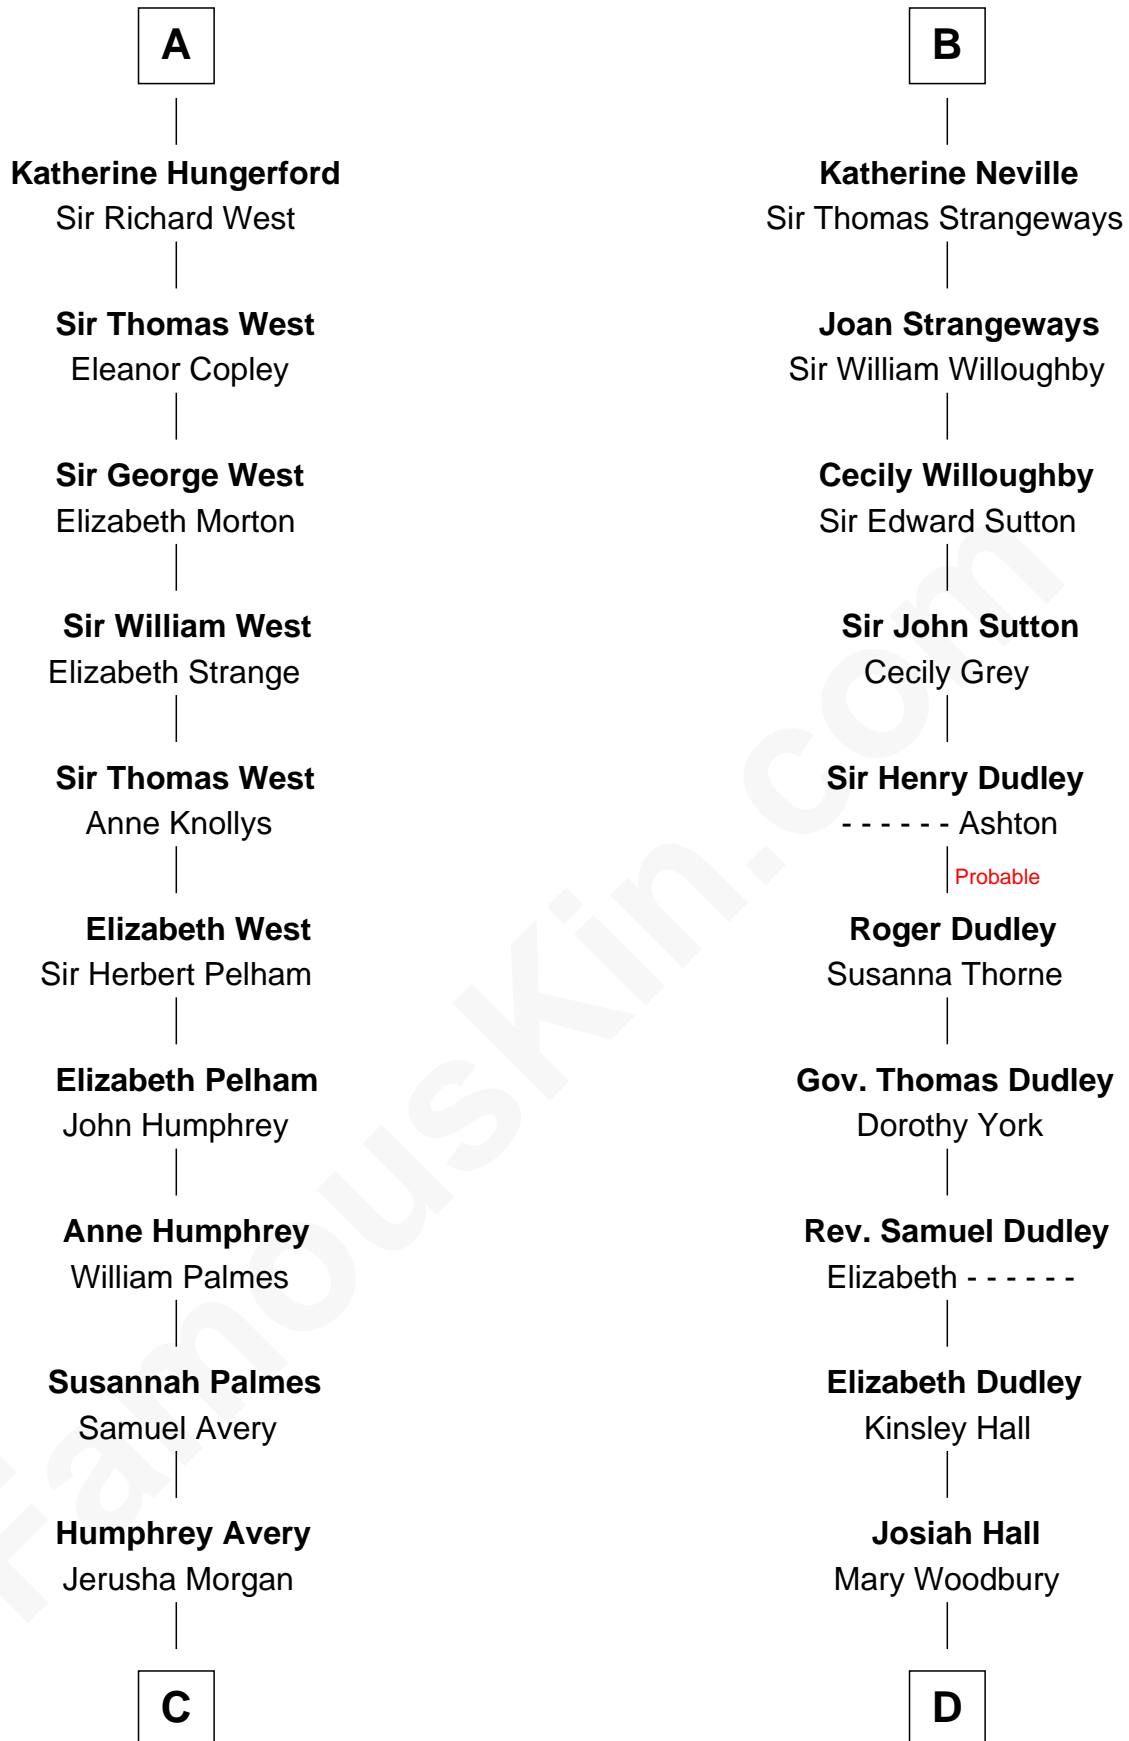 A
Katherine Hungerford
Sir Richard West
Sir Thomas West
Eleanor Copley
Sir George West
Elizabeth Morton
Sir William West
Elizabeth Strange
Sir Thomas West
Anne Knollys
Elizabeth West
Sir Herbert Pelham
Elizabeth Pelham
John Humphrey
Anne Humphrey
William Palmes
Susannah Palmes
Samuel Avery
Humphrey Avery
Jerusha Morgan
C
B
Katherine Neville
Sir Thomas Strangeways
Joan Strangeways
Sir William Willoughby
Cecily Willoughby
Sir Edward Sutton
Sir John Sutton
Cecily Grey
Sir Henry Dudley
- - - - - - Ashton
Probable
Roger Dudley
Susanna Thorne
Gov. Thomas Dudley
Dorothy York
Rev. Samuel Dudley
Elizabeth - - - - - -
Elizabeth Dudley
Kinsley Hall
Josiah Hall
Mary Woodbury
D
FamousKin.com